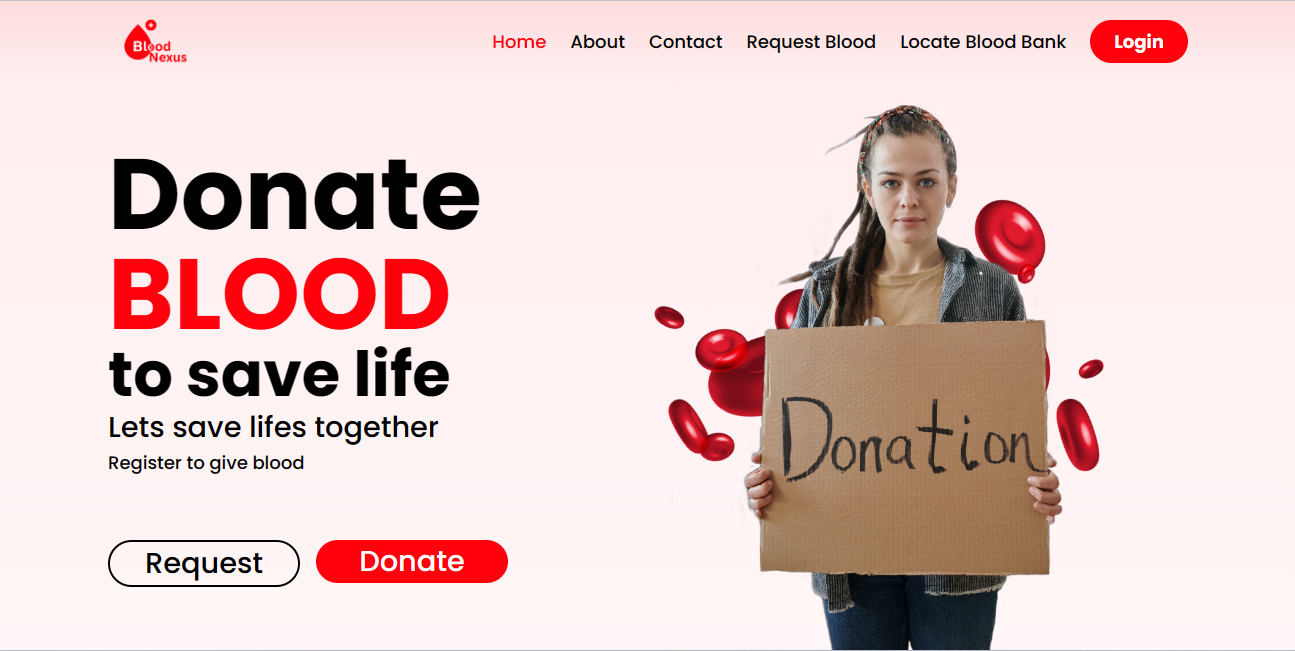 Blood
Nexus
Home About Contact Request Blood Locate Blood Bank Login
Donate
BLOOD
to save life
Lets save lifes together
Register to give blood
Donation
Request Donate